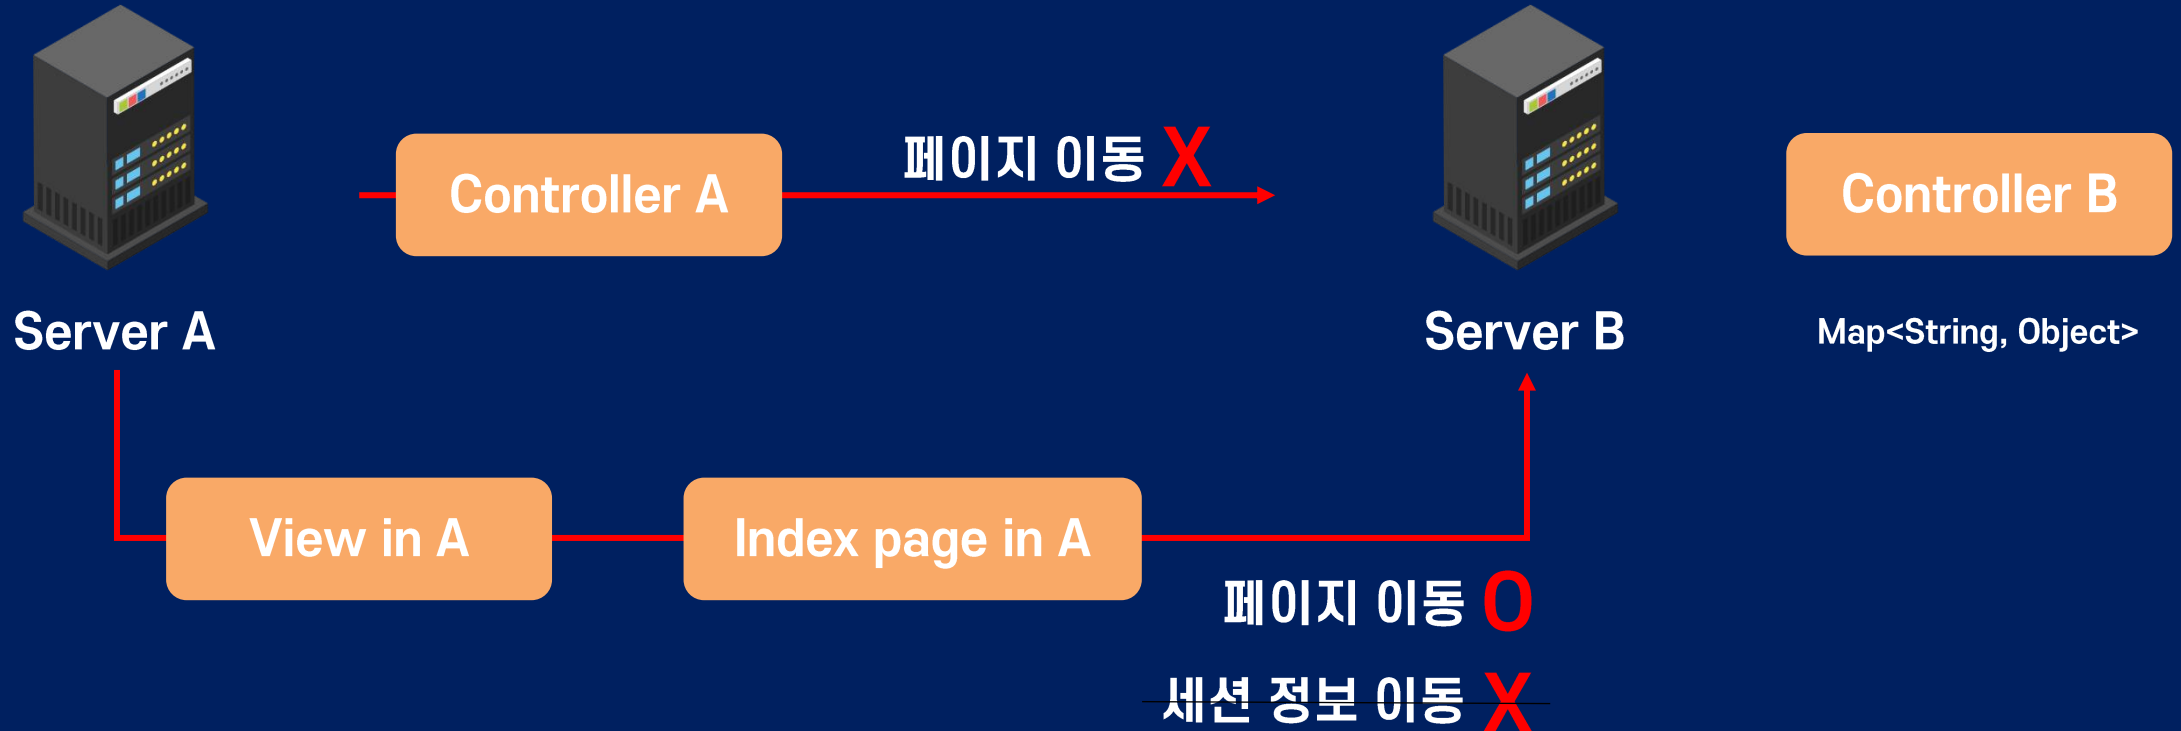 페이지 이동 X
Controller A
Controller B
Server A
Server B
Map<String, Object>
View in A
Index page in A
페이지 이동 O
세션 정보 이동 X